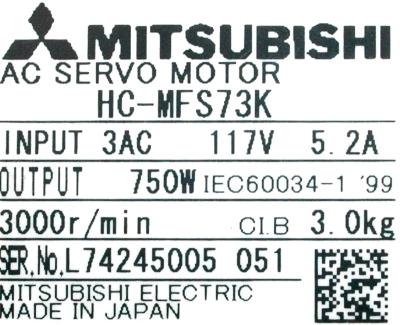 MITSUBISHI
AC SERVO MOTOR
HC-MFS73K
INPUT 3AC 117V 5.2A
OUTPUT 750W IEC60034-1 '99
3000r/min CI.B 3.0kg
SER.No.L74245005 051
MITSUBISHI ELECTRIC
MADE IN JAPAN